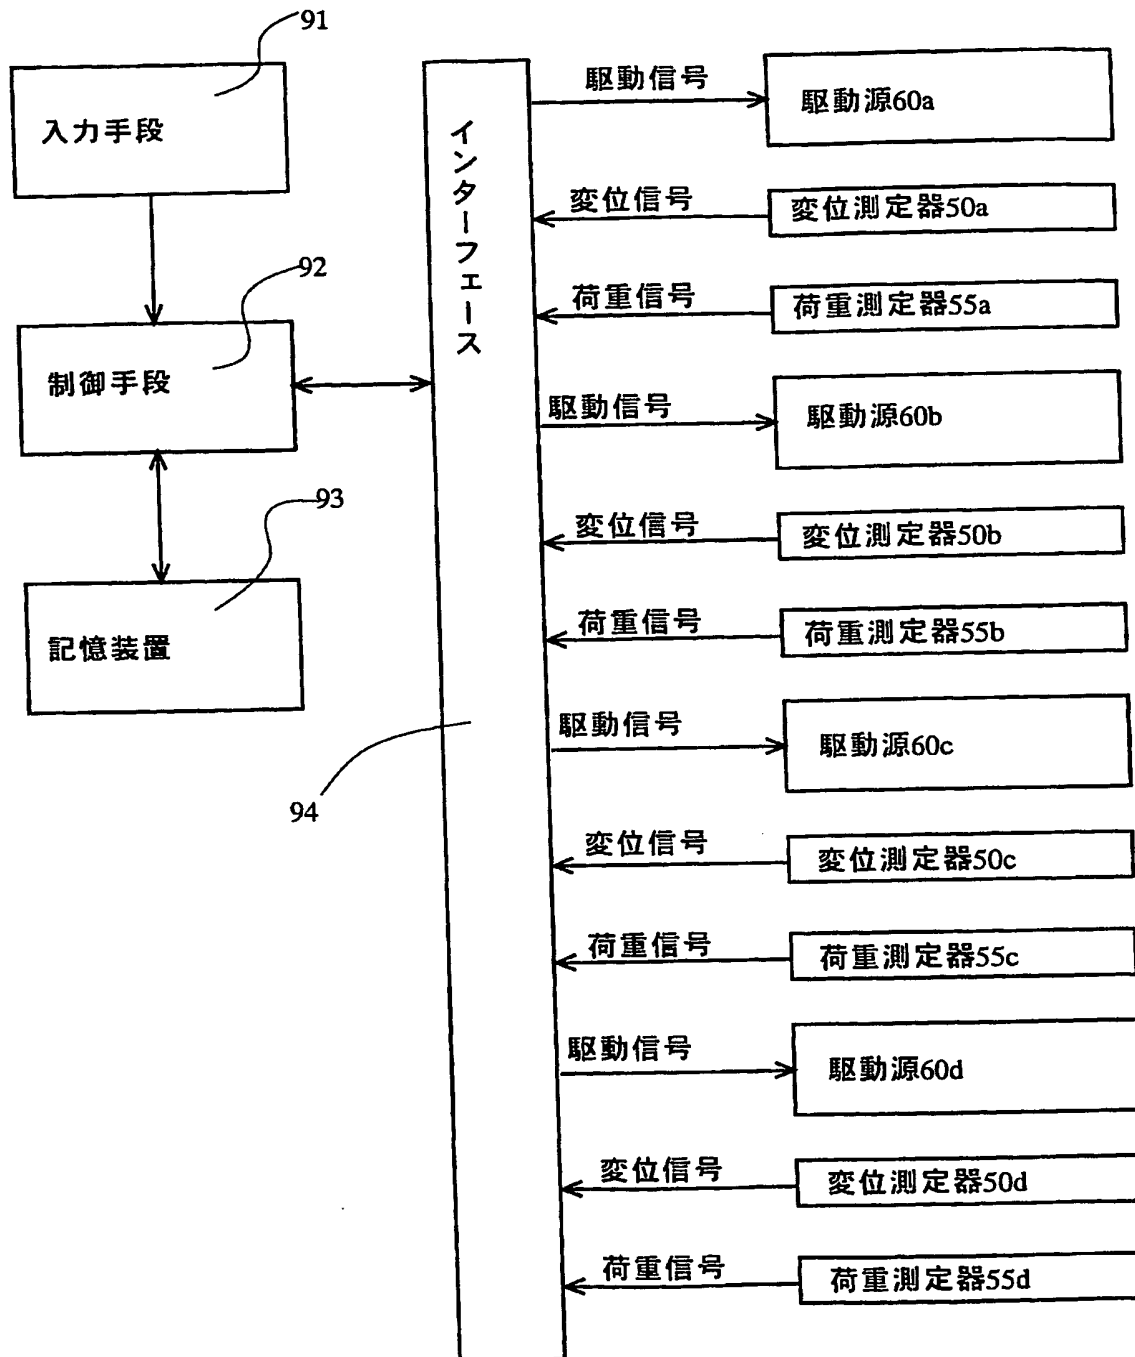 91
入力手段
92
制御手段
93
記憶装置
94
インターフェース
駆動信号
駆動源60a
変位信号
変位測定器50a
荷重信号
荷重測定器55a
駆動信号
駆動源60b
変位信号
変位測定器50b
荷重信号
荷重測定器55b
駆動信号
駆動源60c
変位信号
変位測定器50c
荷重信号
荷重測定器55c
駆動信号
駆動源60d
変位信号
変位測定器50d
荷重信号
荷重測定器55d